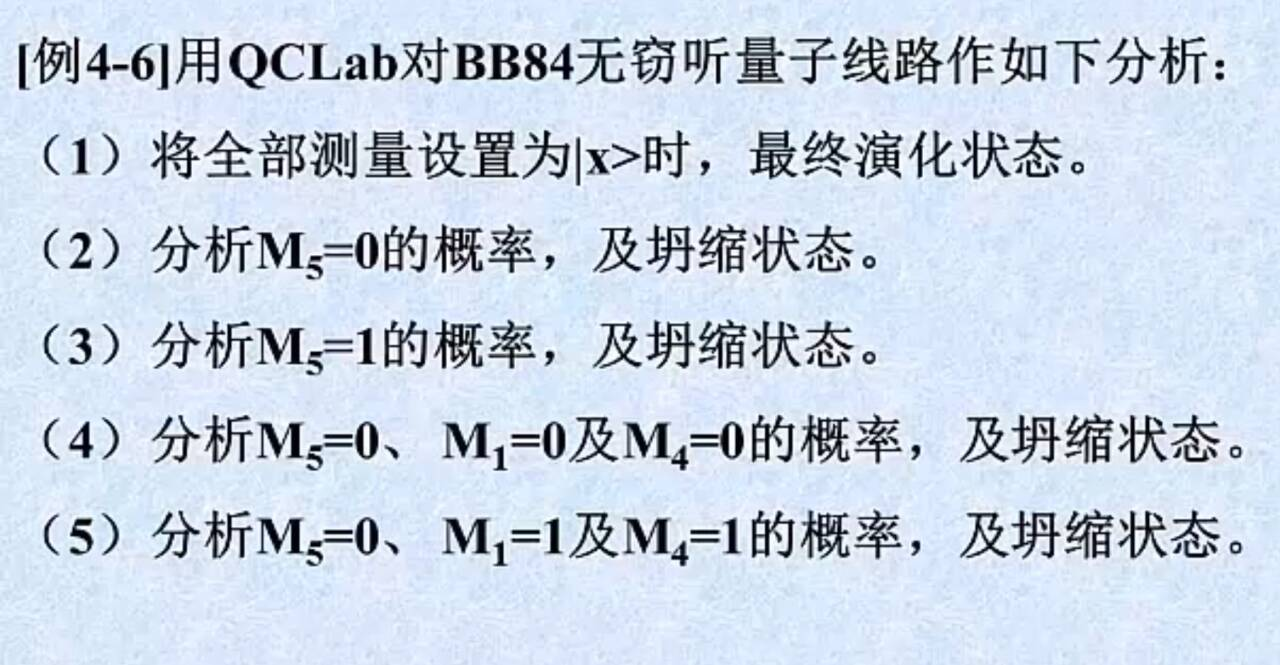 [例4-6]用QCLab对BB84无窃听量子线路作如下分析：
（1）将全部测量设置为|x>时，最终演化状态。
（2）分析M₅=0的概率，及坍缩状态。
（3）分析M₅=1的概率，及坍缩状态。
（4）分析M₅=0、 M₁=0及M₄=0的概率，及坍缩状态。
（5）分析M₅=0、 M₁=1及M₄=1的概率，及坍缩状态。